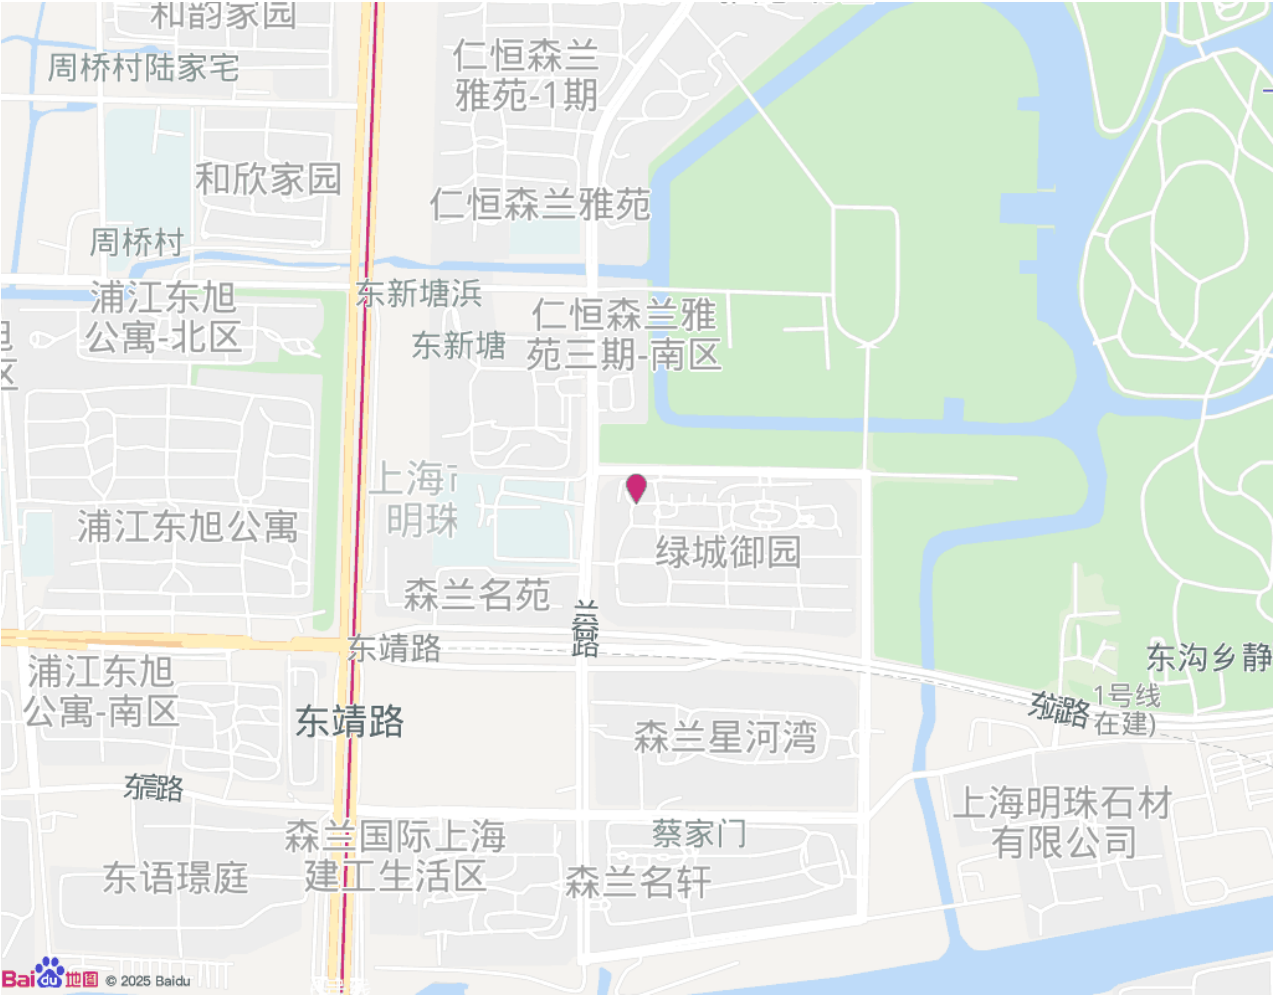 和韵家园
周桥村陆家宅
仁恒森兰
雅苑-1期
和欣家园
仁恒森兰雅苑
周桥村
浦江东旭
公寓-北区
东新塘浜
仁恒森兰雅
苑三期-南区
东新塘
区
上海市
明珠
浦江东旭公寓
绿城御园
森兰名苑
兰谷路
东靖路
浦江东旭
公寓-南区
东沟乡静
1号线
在建)
东靖路
森兰星河湾
上海明珠石材
有限公司
森兰国际上海
建工生活区
蔡家门
东语璟庭
森兰名轩
Bai du 地图 © 2025 Baidu